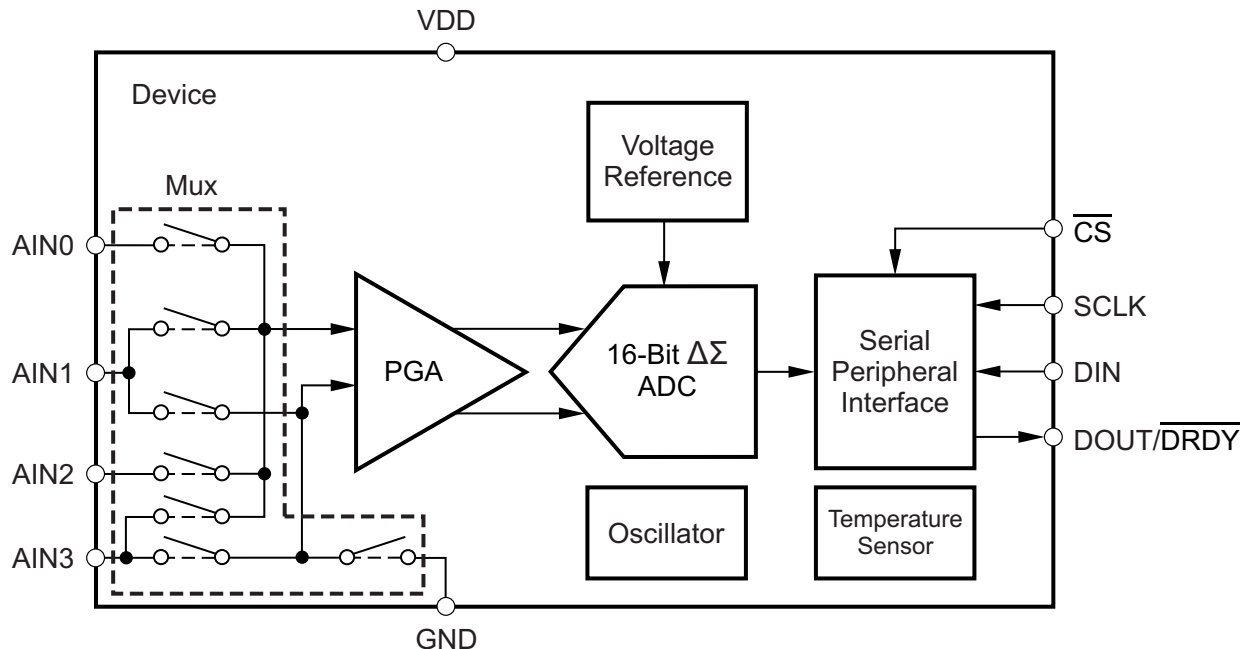 VDD
Device
Voltage
Reference
Mux
AIN0
CS
SCLK
AIN1
PGA
16-Bit ΔΣ
ADC
Serial
Peripheral
Interface
DIN
DOUT/DRDY
AIN2
Oscillator
Temperature
Sensor
AIN3
GND